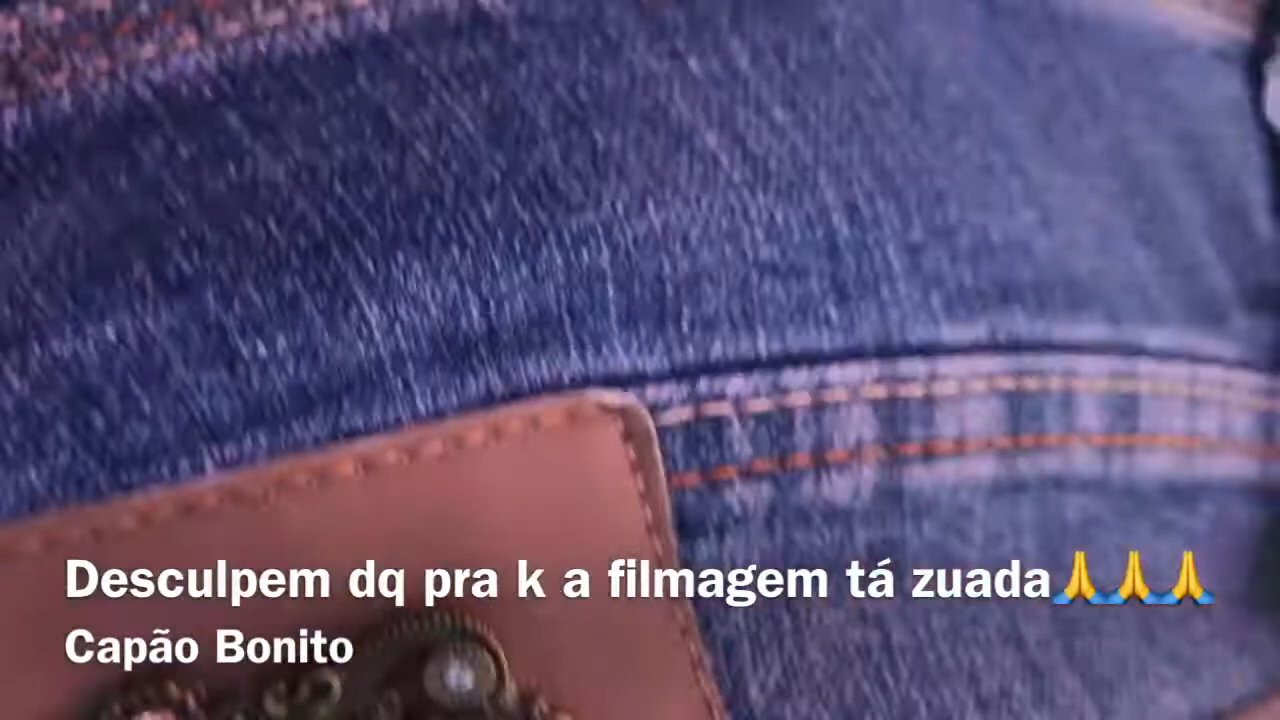 Desculpem dq pra k a filmagem tá zuada🙏🙏🙏
Capão Bonito